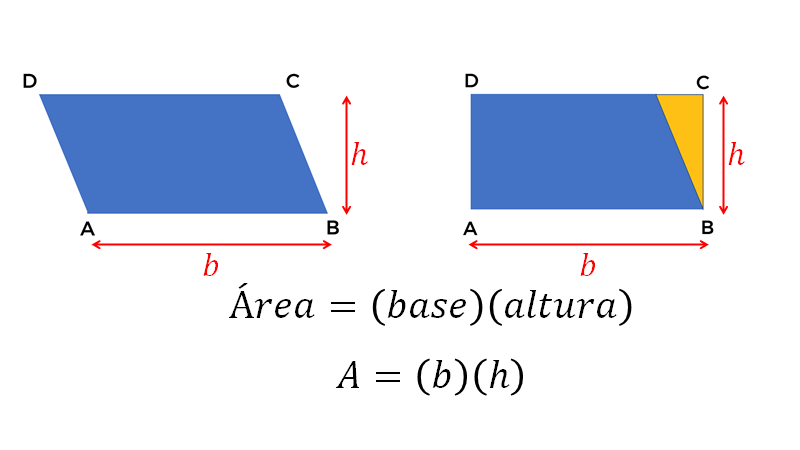 D C D C
h h
A B A B
b b
Área = (base)(altura)
A = (b)(h)